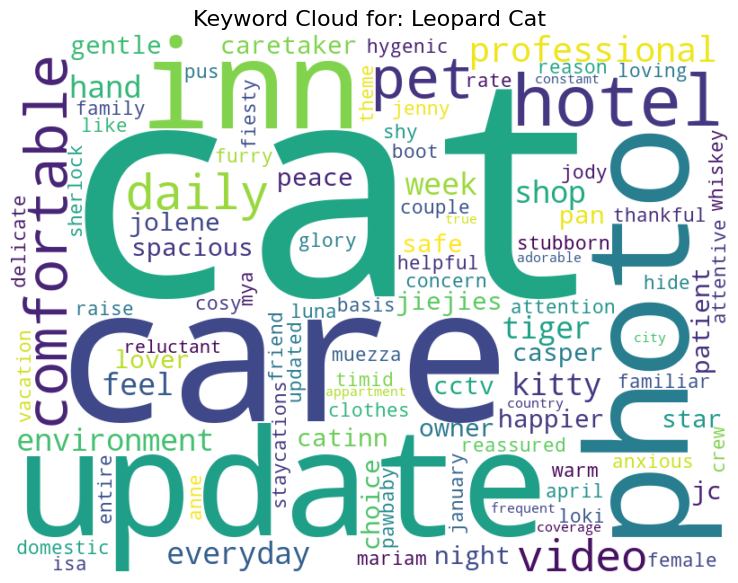 Keyword Cloud for: Leopard Cat
gentle
caretaker
hygenic
professional
pus
hand
inn
pet
rate
reason
loving
constamt
family
fiesty
theme
jenny
hotel
like
shy
comfortable
sherlock
furry
boot
cat
peace
week
jody
whiskey
daily
couple
shop
photo
jolene
pan
thankful
delicate
spacious
glory
safe
true
stubborn
attentive
helpful
adorable
mya
concern
hide
patient
raise
cosy
luna
basis
jiejies
attention
vacation
reluctant
friend
updated
care
muezza
tiger
city
lover
casper
feel
timid
cctv
kitty
familiar
appartment
clothes
country
happier
star
environment
staycations
catinn
owner
reassured
anxious
crew
update
entire
anne
choice
pawbaby
january
warm
april
jc
frequent
loki
coverage
domestic
isa
everyday
mariam
night
video
female